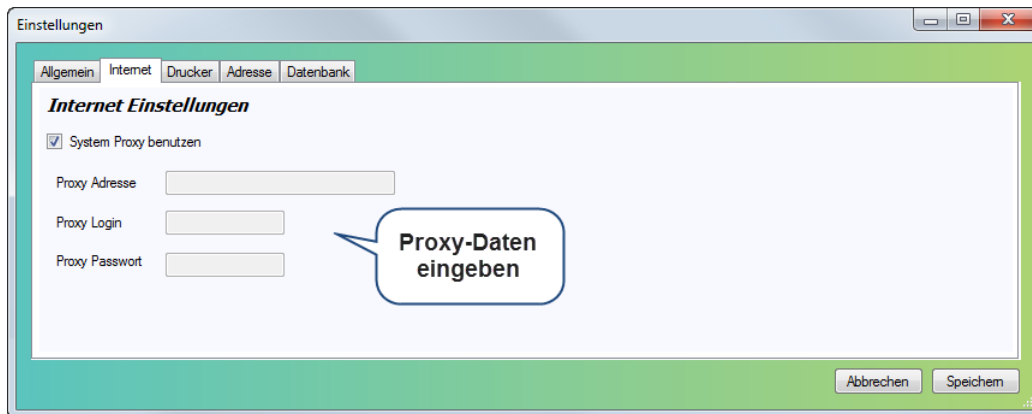 Einstellungen
Allgemein Internet Drucker Adresse Datenbank
Internet Einstellungen
System Proxy benutzen
Proxy Adresse
Proxy Login
Proxy Passwort
Proxy-Daten
eingeben
Abbrechen Speichern